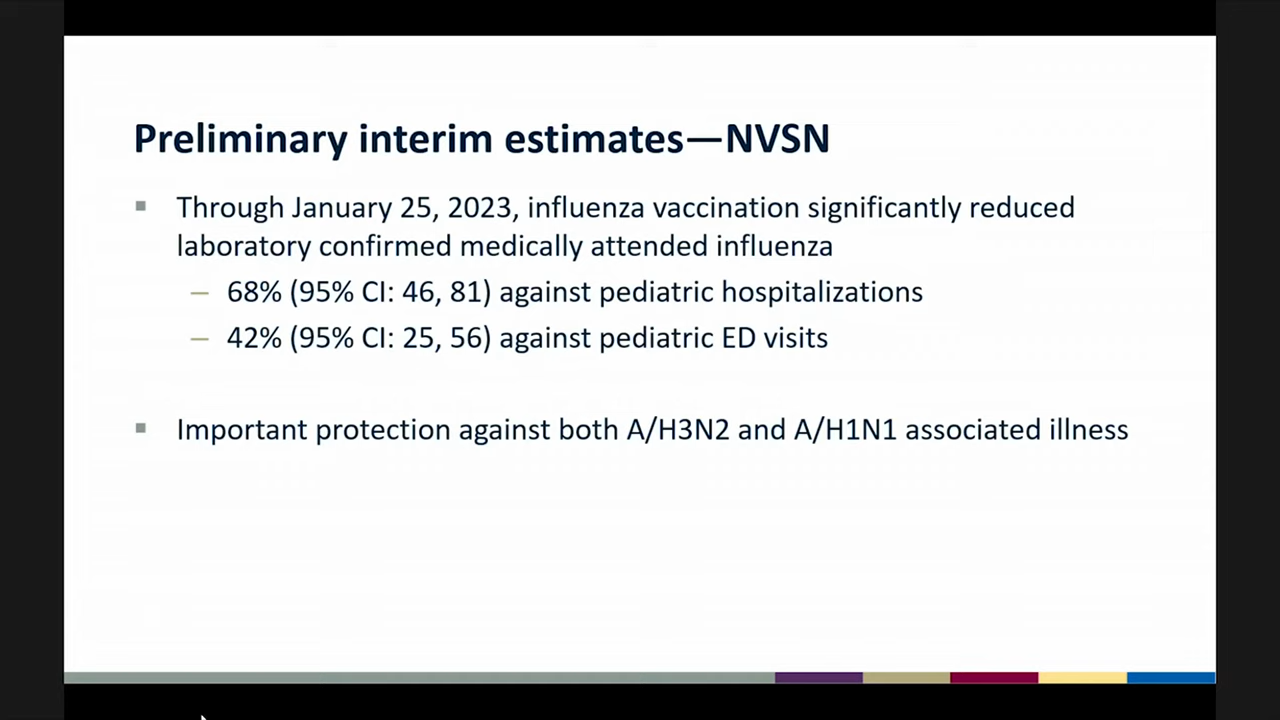 Preliminary interim estimates—NVSN
Through January 25, 2023, influenza vaccination significantly reduced
laboratory confirmed medically attended influenza
– 68% (95% CI: 46, 81) against pediatric hospitalizations
– 42% (95% CI: 25, 56) against pediatric ED visits
Important protection against both A/H3N2 and A/H1N1 associated illness